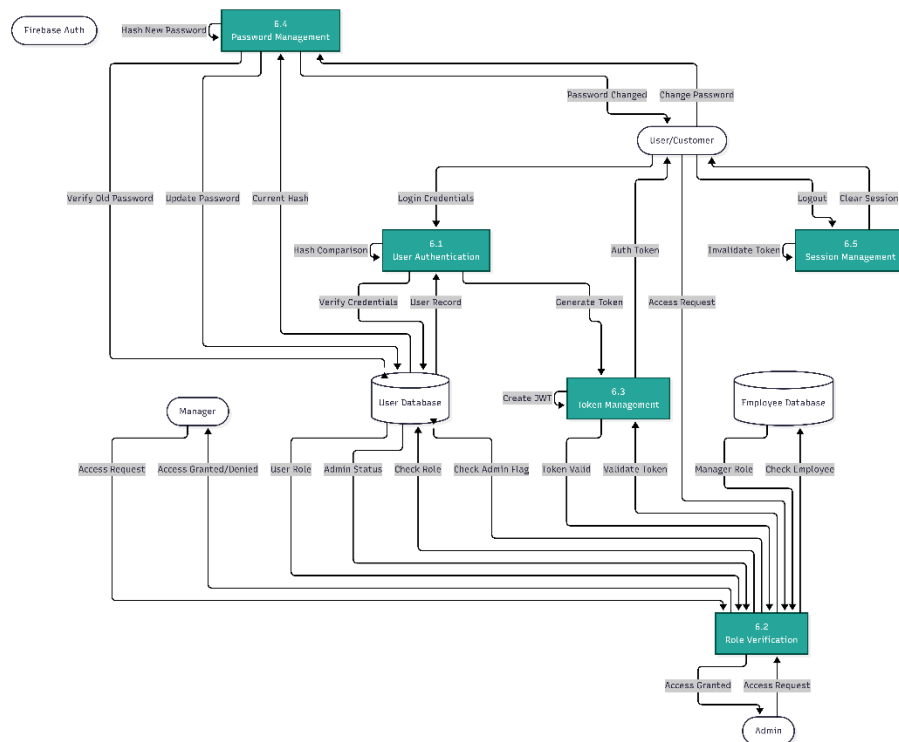 Firebase Auth
Hash New Password
6.4
Password Management
Password Changed
Change Password
User/Customer
Verify Old Password
Update Password
Current Hash
Login Credentials
Logout
Clear Session
Hash Comparison
6.1
User Authentication
Auth Token
Invalidate Token
6.5
Session Management
Verify Credentials
User Record
Generate Token
Access Request
Create JWT
6.3
Token Management
User Database
Employee Database
Manager
Access Request
Access Granted/Denied
User Role
Admin Status
Check Role
Check Admin Flag
Token Valid
Validate Token
Manager Role
Check Employee
6.2
Role Verification
Access Granted
Access Request
Admin